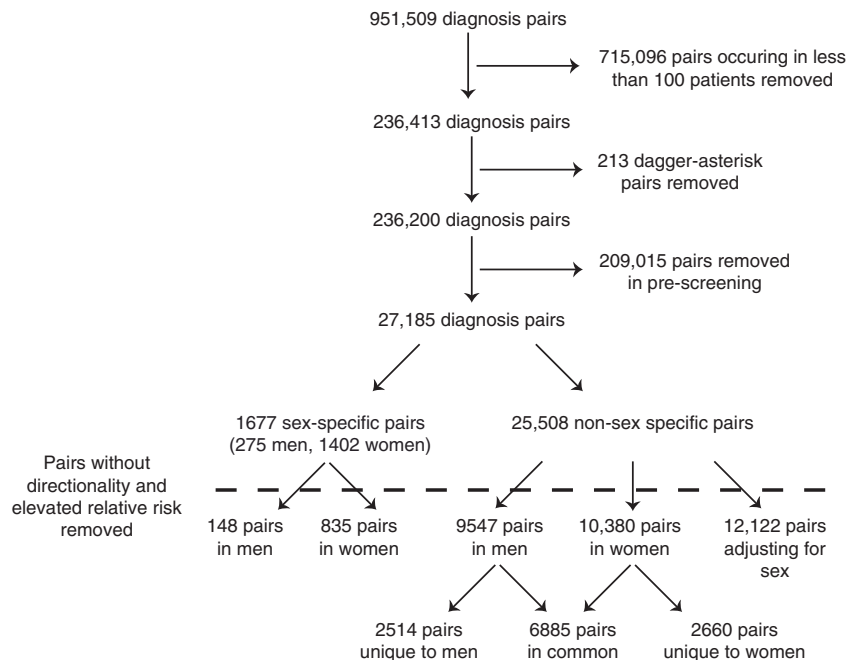 951,509 diagnosis pairs
715,096 pairs occuring in less
than 100 patients removed
236,413 diagnosis pairs
213 dagger-asterisk
pairs removed
236,200 diagnosis pairs
209,015 pairs removed
in pre-screening
27,185 diagnosis pairs
1677 sex-specific pairs
(275 men, 1402 women)
25,508 non-sex specific pairs
Pairs without
directionality and
elevated relative risk
removed
148 pairs
in men
835 pairs
in women
9547 pairs
in men
10,380 pairs
in women
12,122 pairs
adjusting for
sex
2514 pairs
unique to men
6885 pairs
in common
2660 pairs
unique to women